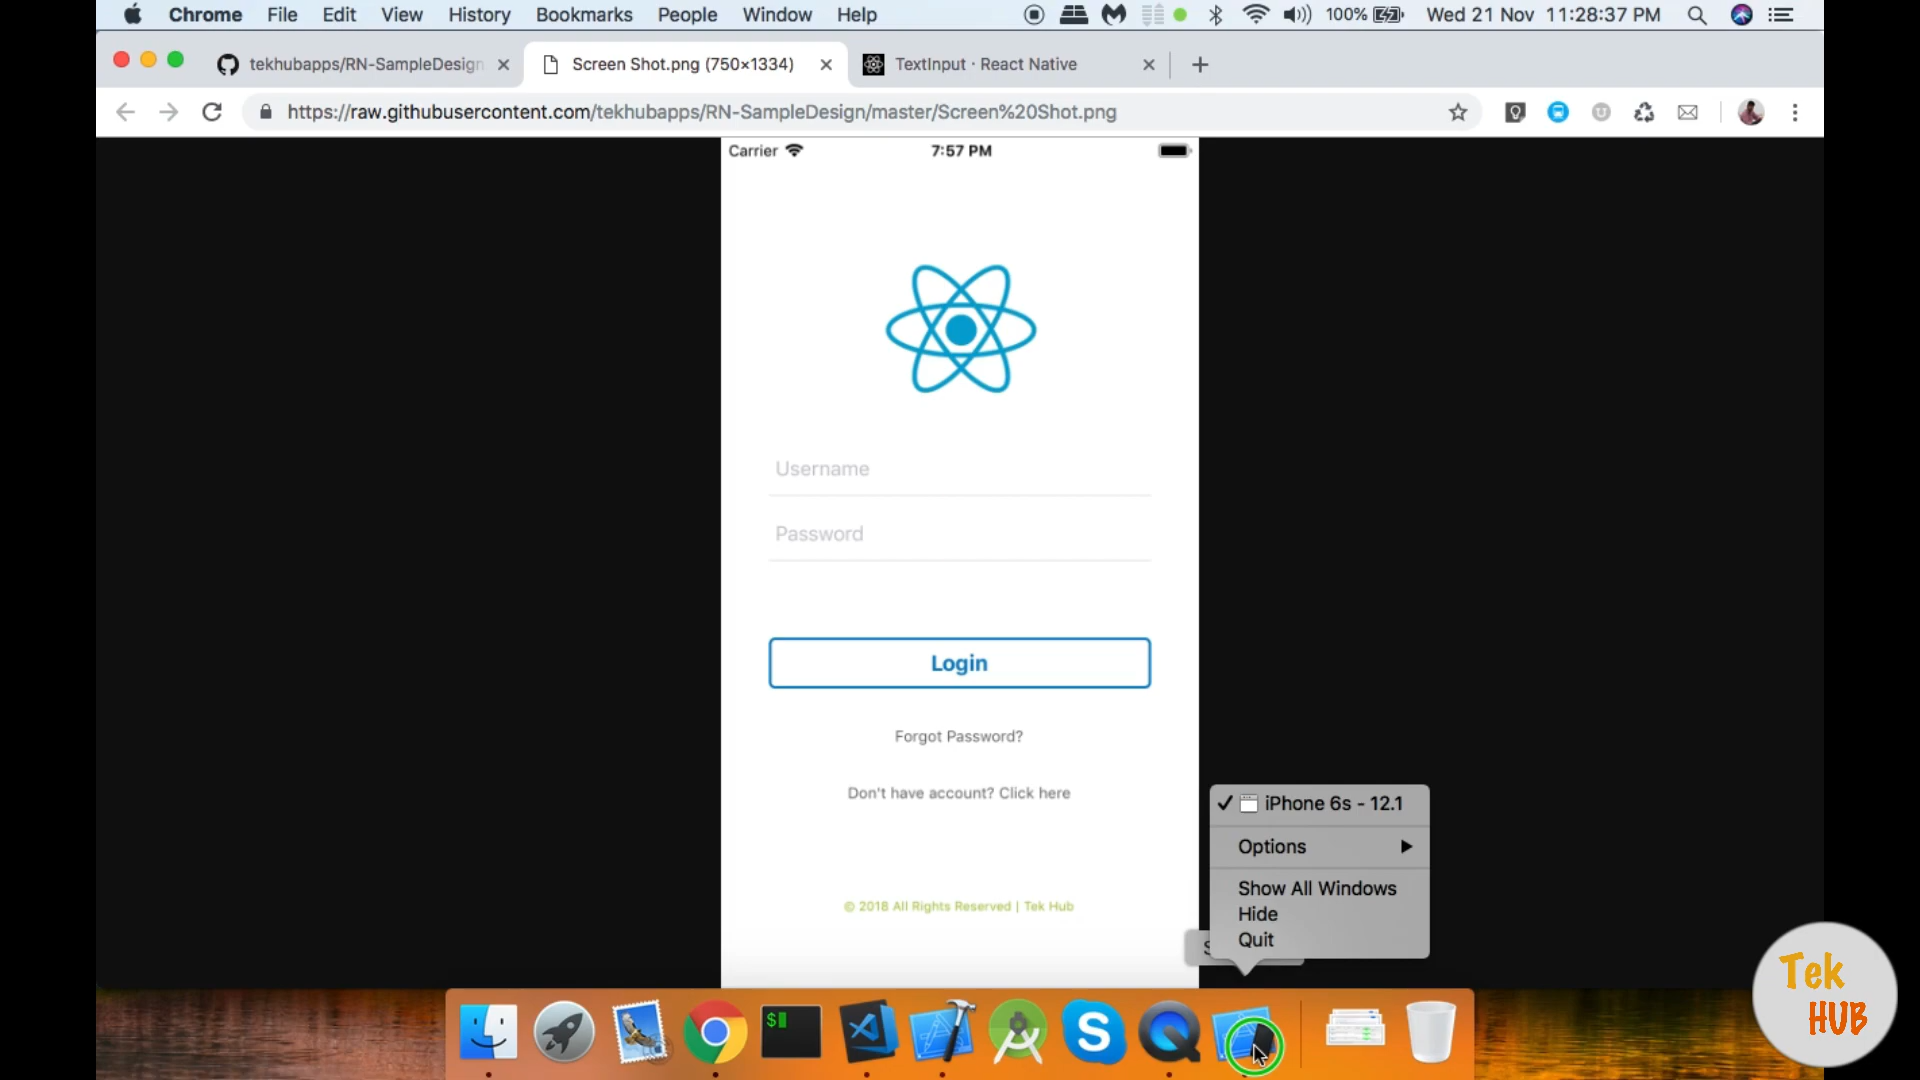 Chrome File Edit View History Bookmarks People Window Help 100% Wed 21 Nov 11:28:37 PM
tekhubapps/RN-SampleDesign Screen Shot.png (750×1334) TextInput · React Native
https://raw.githubusercontent.com/tekhubapps/RN-SampleDesign/master/Screen%20Shot.png
Carrier 7:57 PM
Username
Password
Login
Forgot Password?
Don't have account? Click here
© 2018 All Rights Reserved | Tek Hub
iPhone 6s - 12.1
Options
Show All Windows
Hide
Quit
$
S
Tek
HUB